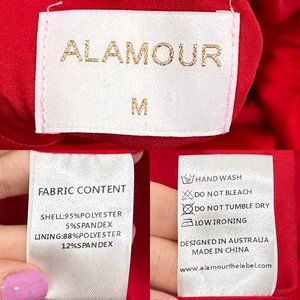 ALAMOUR
M
FABRIC CONTENT
SHELL:95%POLYESTER
5%SPANDEX
LINING:88%POLYESTER
12%SPANDEX
HAND WASH
DO NOT BLEACH
DO NOT TUMBLE DRY
LOW IRONING
DESIGNED IN AUSTRALIA
MADE IN CHINA
www.alamourthelabel.com